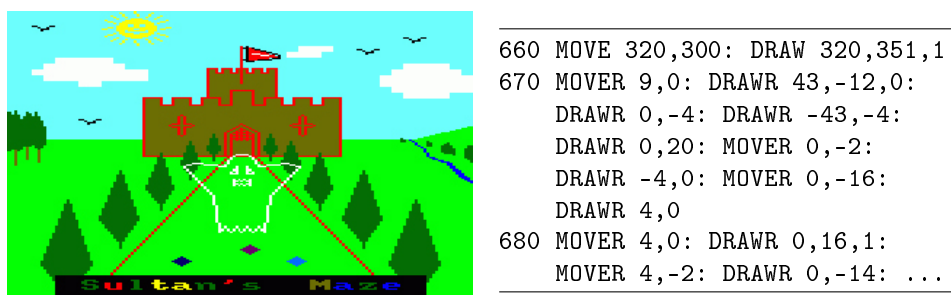 Sultan's Maze
660 MOVE 320,300: DRAW 320,351,1
670 MOVER 9,0: DRAWR 43,-12,0:
DRAWR 0,-4: DRAWR -43,-4:
DRAWR 0,20: MOVER 0,-2:
DRAWR -4,0: MOVER 0,-16:
DRAWR 4,0
680 MOVER 4,0: DRAWR 0,16,1:
MOVER 4,-2: DRAWR 0,-14: ...